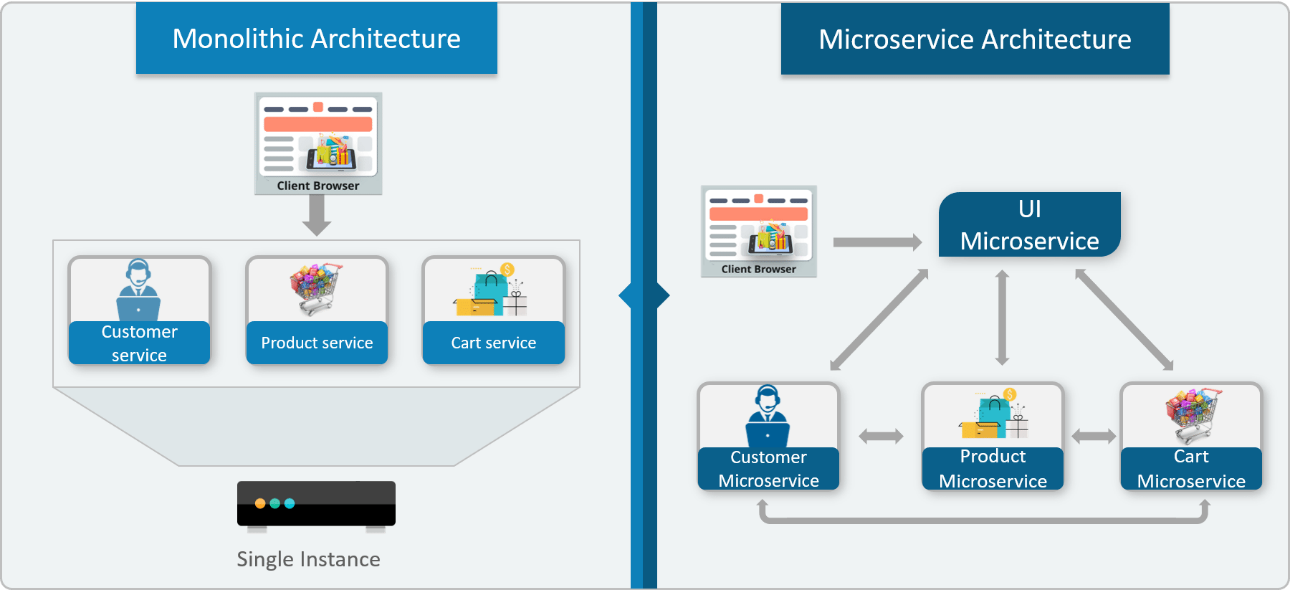 Monolithic Architecture
Client Browser
Customer
service
Product service
Cart service
Single Instance
Microservice Architecture
Client Browser
UI
Microservice
Customer
Microservice
Product
Microservice
Cart
Microservice